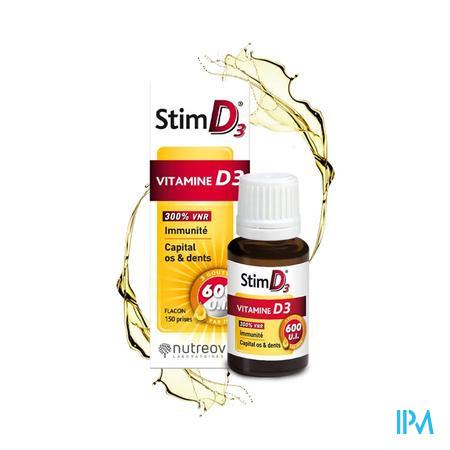 Stim D3®
VITAMINE D3
300% VNR
Immunité
Capital
os & dents
FLACON
150 prises
nutreov
LABORATOIRES
Stim D3®
VITAMINE D3
300% VNR
Immunité
Capital os & dents
600
U.I.
IPM